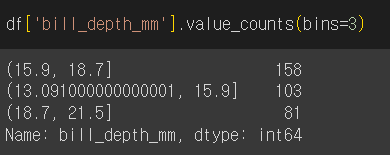 df['bill_depth_mm'].value_counts(bins=3)
(15.9, 18.7] 158
(13.091000000000001, 15.9] 103
(18.7, 21.5] 81
Name: bill_depth_mm, dtype: int64